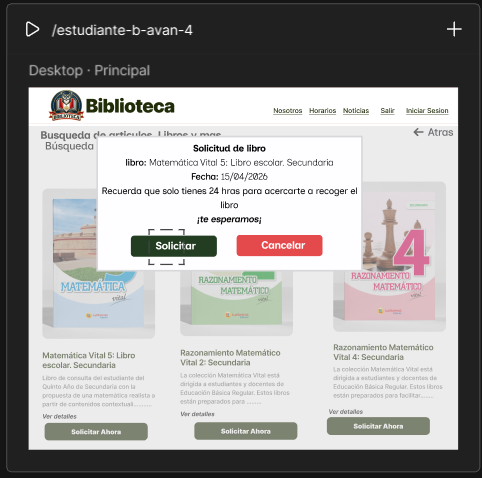 /estudiante-b-avan-4
Desktop · Principal
BIBLIOTECA
Biblioteca
Nosotros Horarios Noticias Salir Iniciar Sesion
Busqueda de articulos, Libros y mas
Búsqueda
← Atras
Solicitud de libro
libro: Matemática Vital 5: Libro escolar. Secundaria
Fecha: 15/04/2026
Recuerda que solo tienes 24 hras para acercarte a recoger el
libro
¡te esperamos¡
Solicitar Cancelar
MATEMÁTICA
vital
RAZONAMIENTO
MATEMÁTICO
vital
4
RAZONAMIENTO
MATEMÁTICO
vital
Matemática Vital 5: Libro
escolar. Secundaria
Libro de consulta del estudiante del
Quinto Año de Secundaria con la
propuesta de una matemática realista a
partir de contenidos contextual..........
Ver detalles
Solicitar Ahora
Razonamiento Matemático
Vital 2: Secundaria
La colección Matemática Vital está
dirigida a estudiantes y docentes de
Educación Básica Regular. Estos libros
están preparados para ........
Ver detalles
Solicitar Ahora
Razonamiento Matemático
Vital 4: Secundaria
La colección Matemática Vital está
dirigida a estudiantes y docentes de
Educación Básica Regular. Estos libros
están preparados para facilitar.......
Ver detalles
Solicitar Ahora